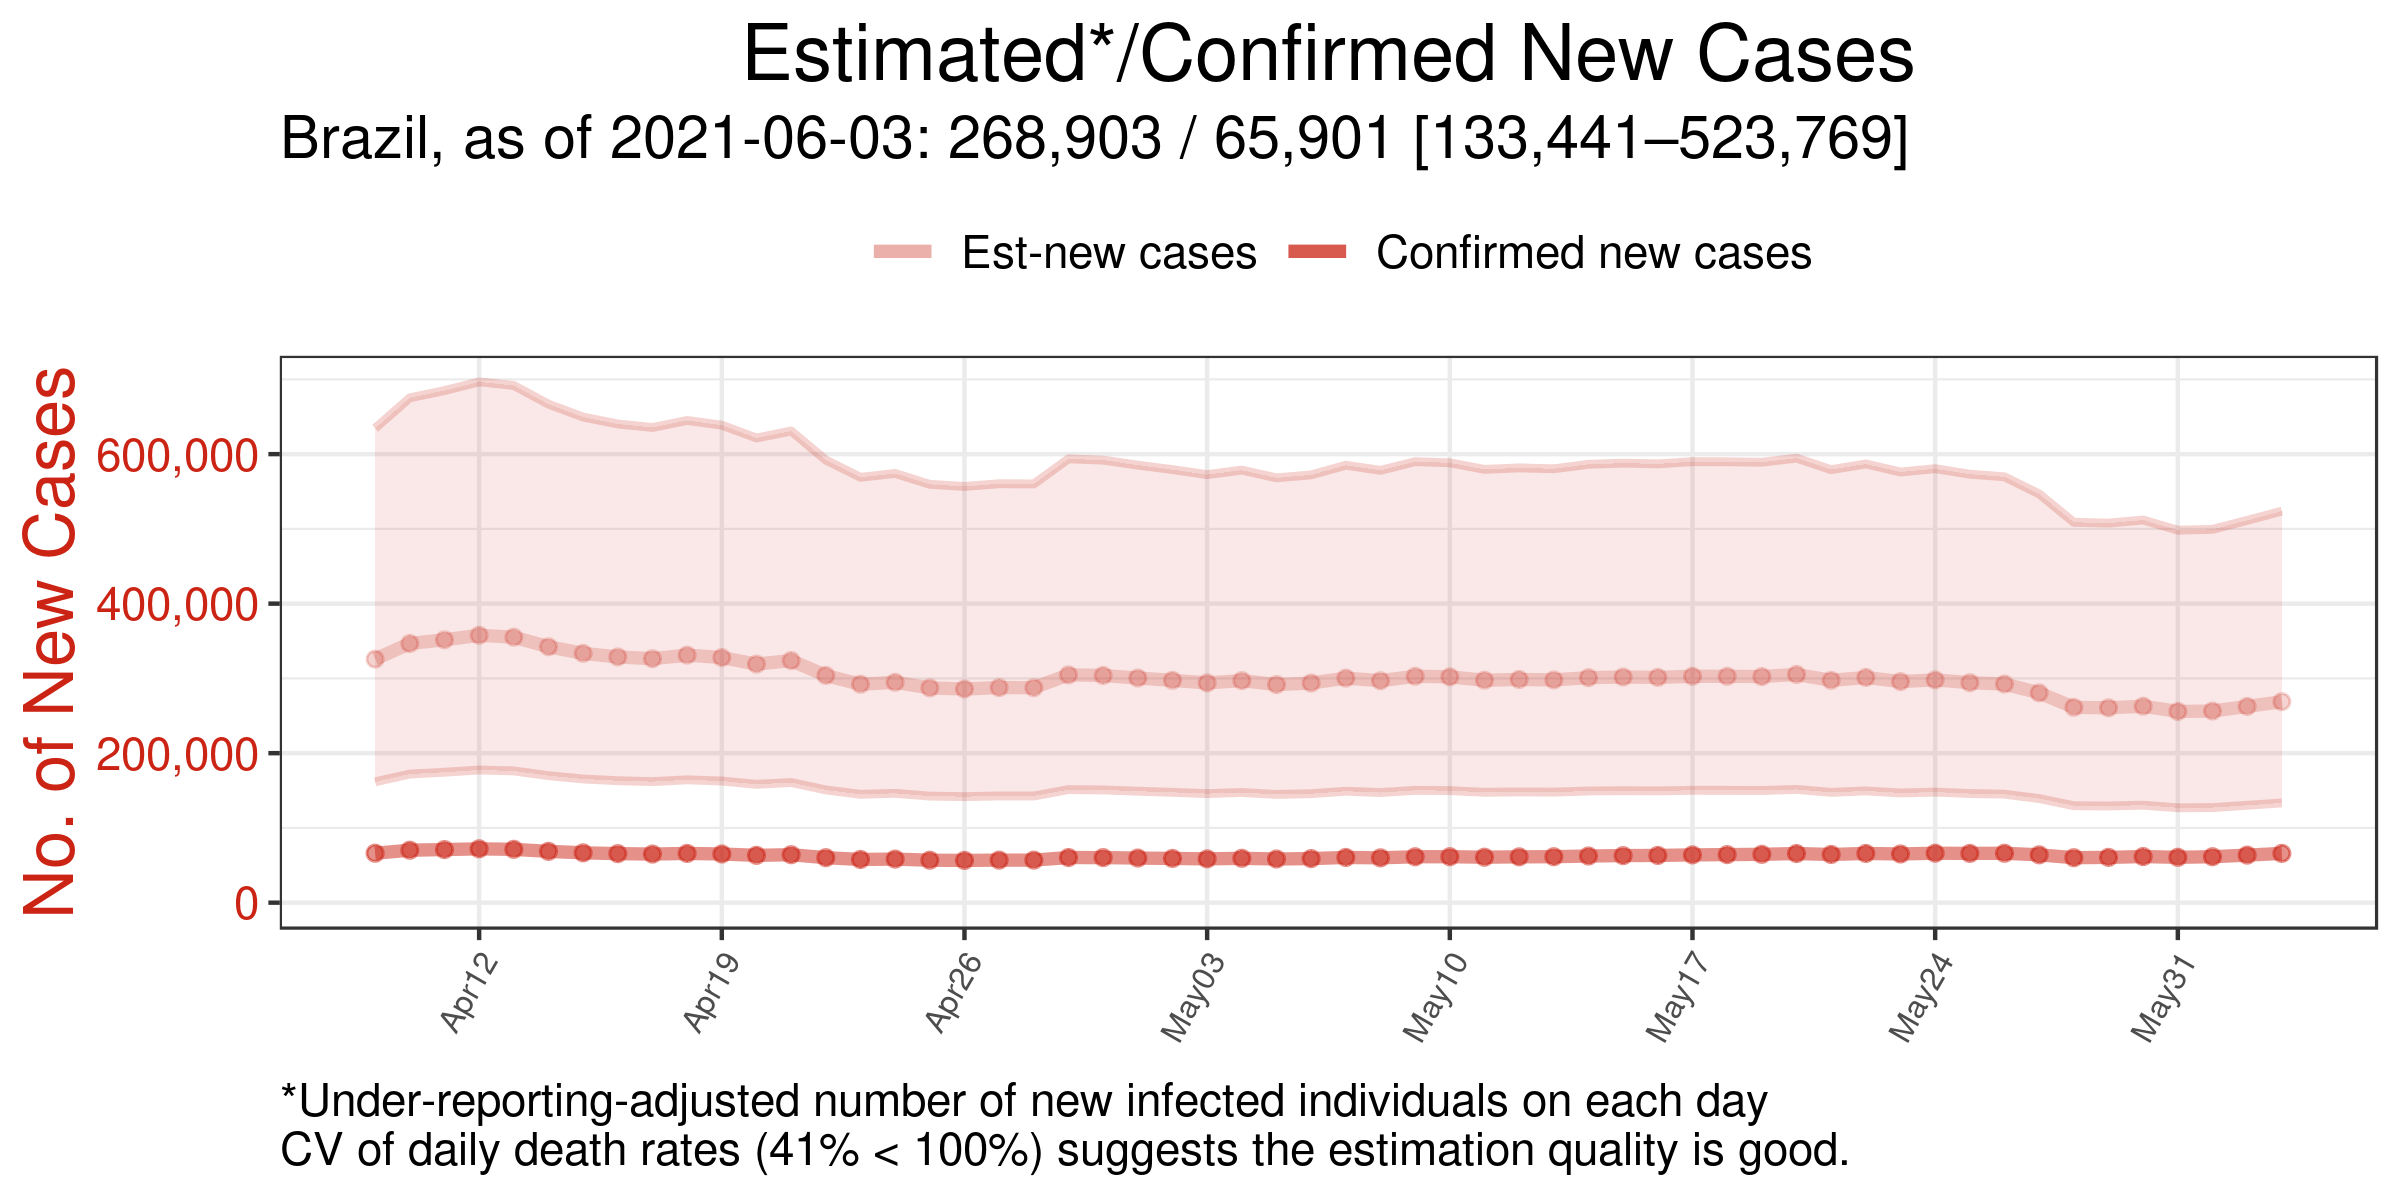 Estimated*/Confirmed New Cases
Brazil, as of 2021-06-03: 268,903 / 65,901 [133,441–523,769]
Est-new cases Confirmed new cases
No. of New Cases
600,000
400,000
200,000
0
Apr12 Apr19 Apr26 May03 May10 May17 May24 May31
*Under-reporting-adjusted number of new infected individuals on each day
CV of daily death rates (41% < 100%) suggests the estimation quality is good.